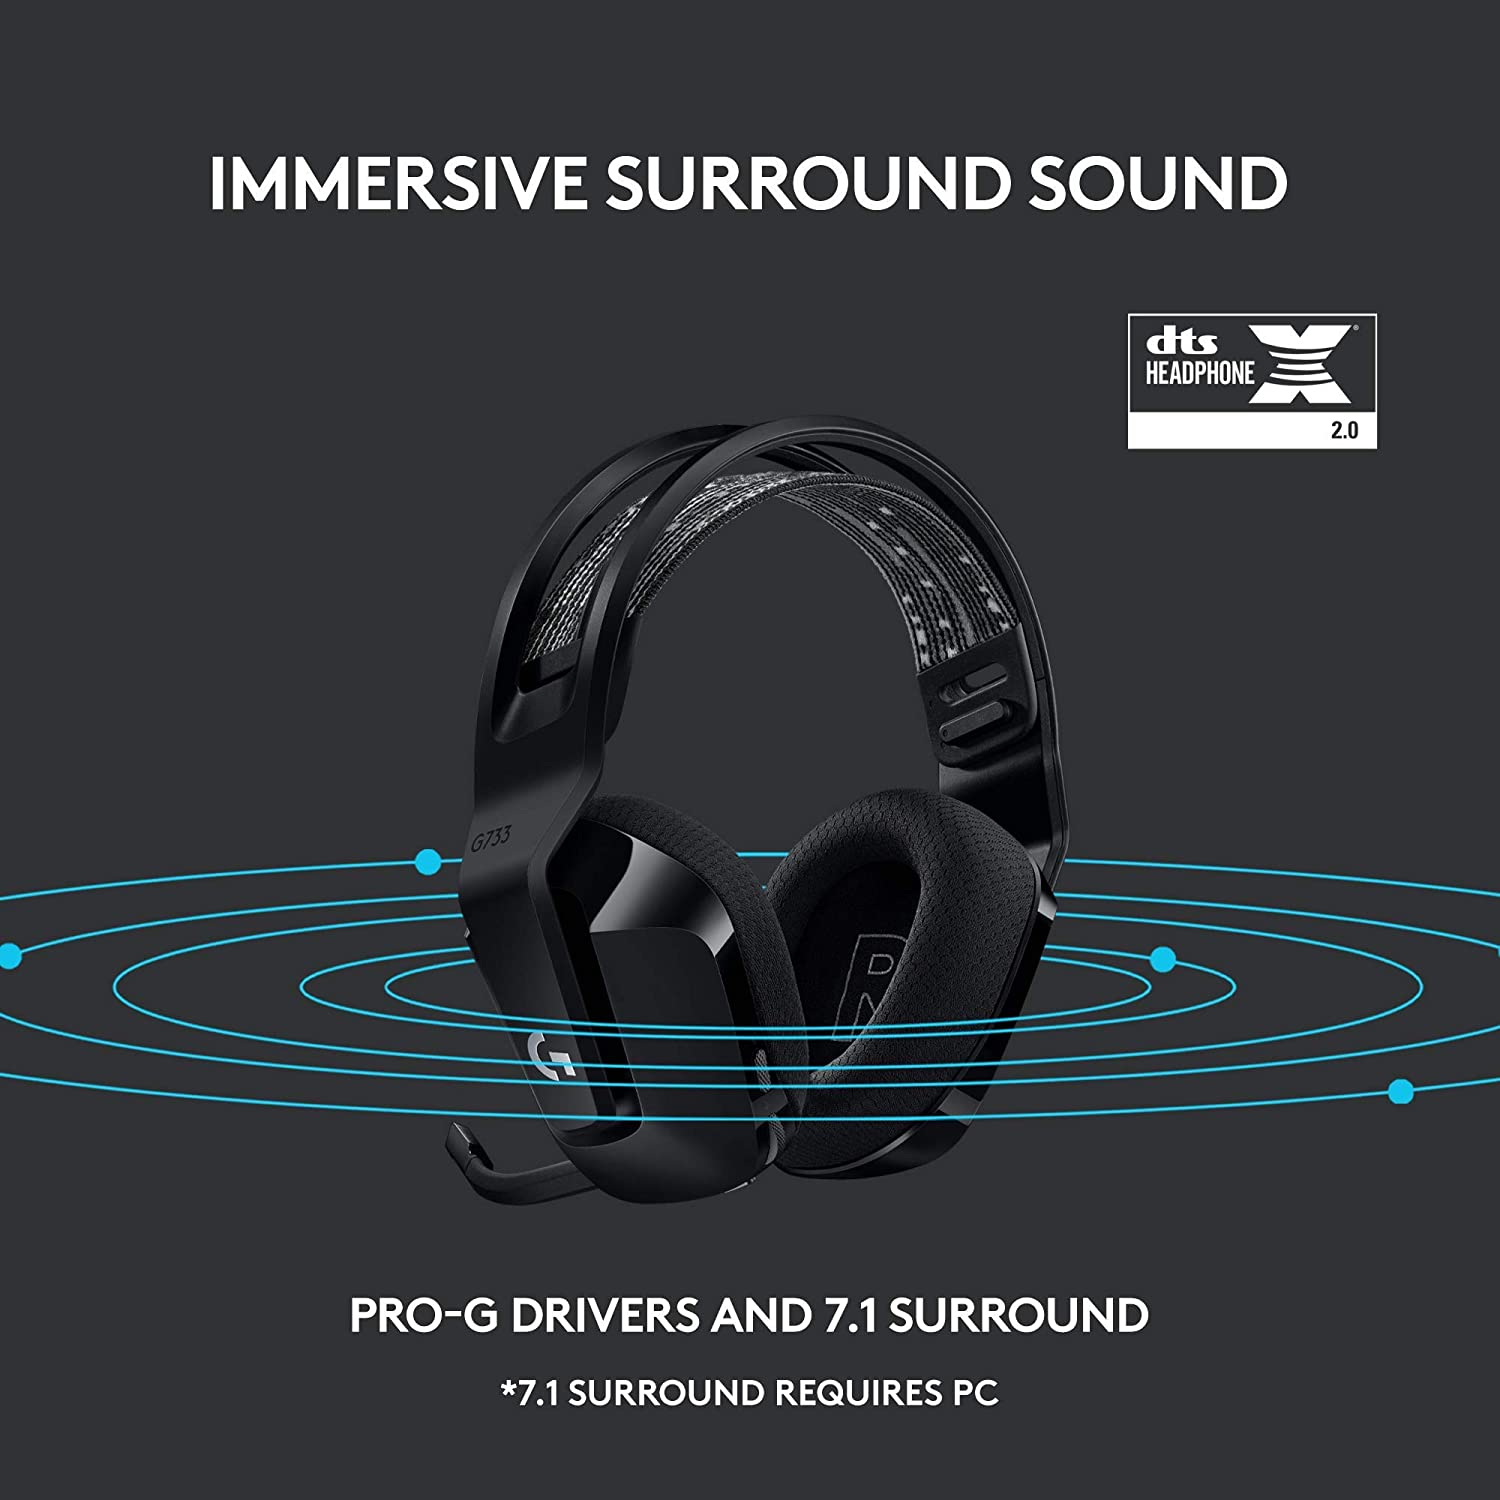 IMMERSIVE SURROUND SOUND
dts
HEADPHONE X®
2.0
G733
G
PRO-G DRIVERS AND 7.1 SURROUND
*7.1 SURROUND REQUIRES PC